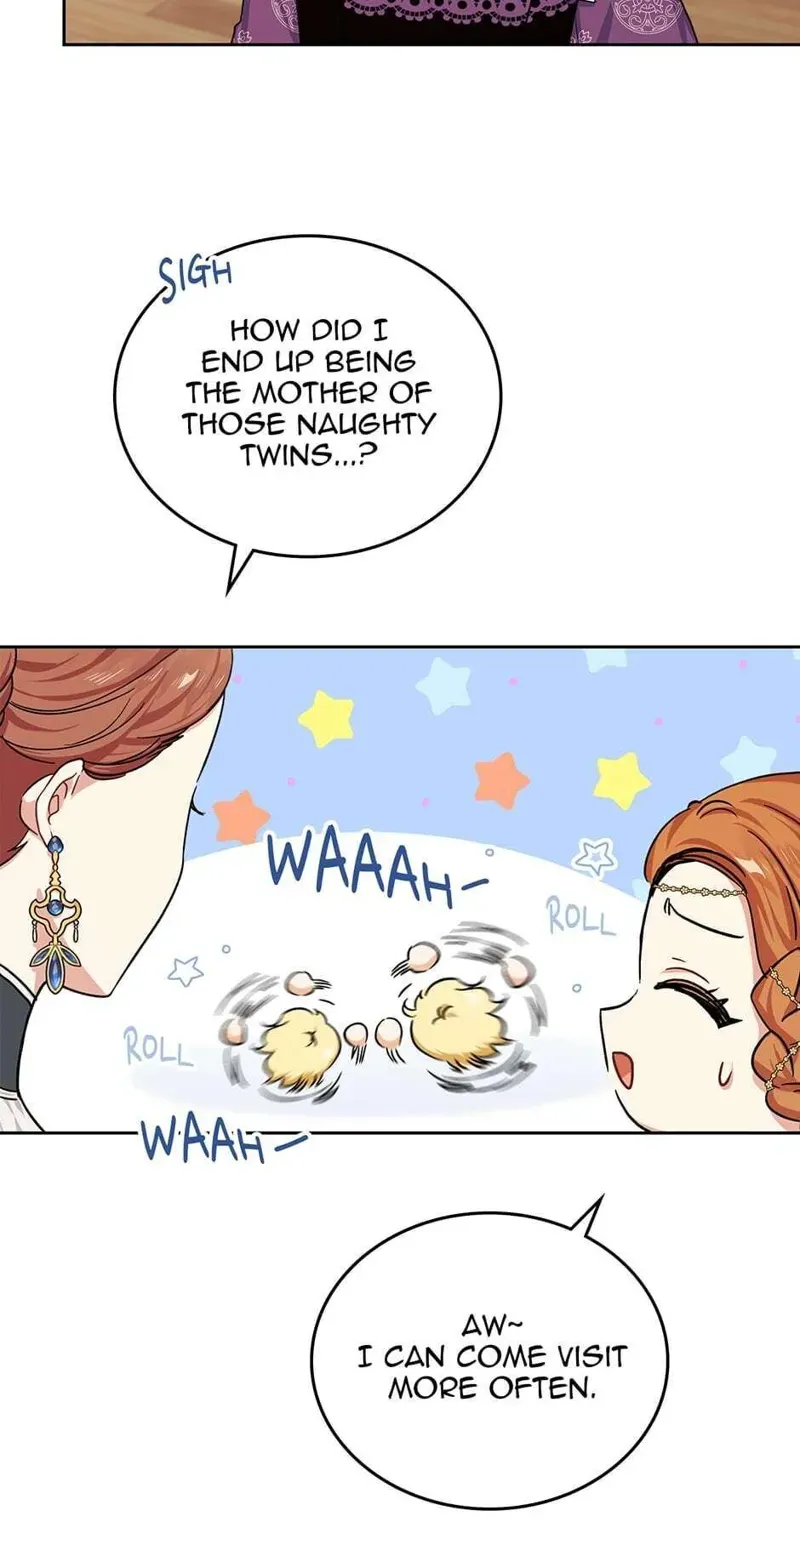 SIGH
HOW DID I
END UP BEING
THE MOTHER OF
THOSE NAUGHTY
TWINS...?
WAAAH~
ROLL
ROLL
WAAH~
AW~
I CAN COME VISIT
MORE OFTEN.